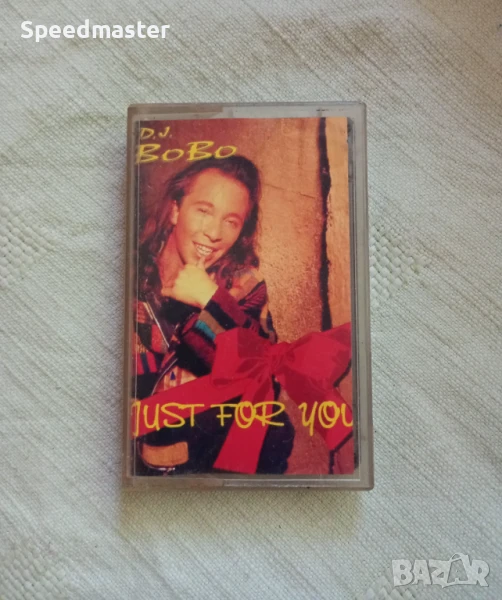 Speedmaster
D.J.
BoBo
JUST FOR YOU
BAZAR